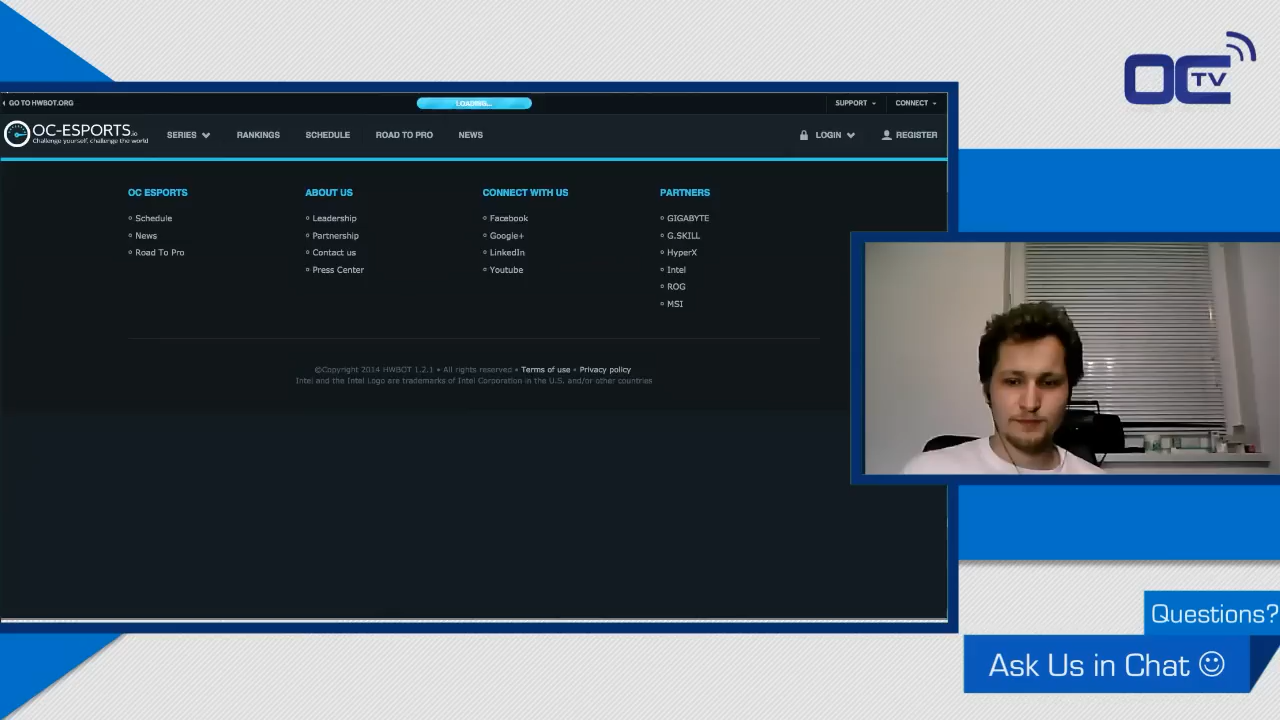 OC
TV
GO TO HWBOT.ORG
LOADING...
SUPPORT
CONNECT
OC-ESPORTS.io
Challenge yourself, challenge the world
SERIES
RANKINGS
SCHEDULE
ROAD TO PRO
NEWS
LOGIN
REGISTER
OC ESPORTS
Schedule
News
Road To Pro
ABOUT US
Leadership
Partnership
Contact us
Press Center
CONNECT WITH US
Facebook
Google+
LinkedIn
Youtube
PARTNERS
GIGABYTE
G.SKILL
HyperX
Intel
ROG
MSI
©Copyright 2014 HWBOT 1.2.1 • All rights reserved • Terms of use • Privacy policy
Intel and the Intel Logo are trademarks of Intel Corporation in the U.S. and/or other countries
Questions?
Ask Us in Chat ☺